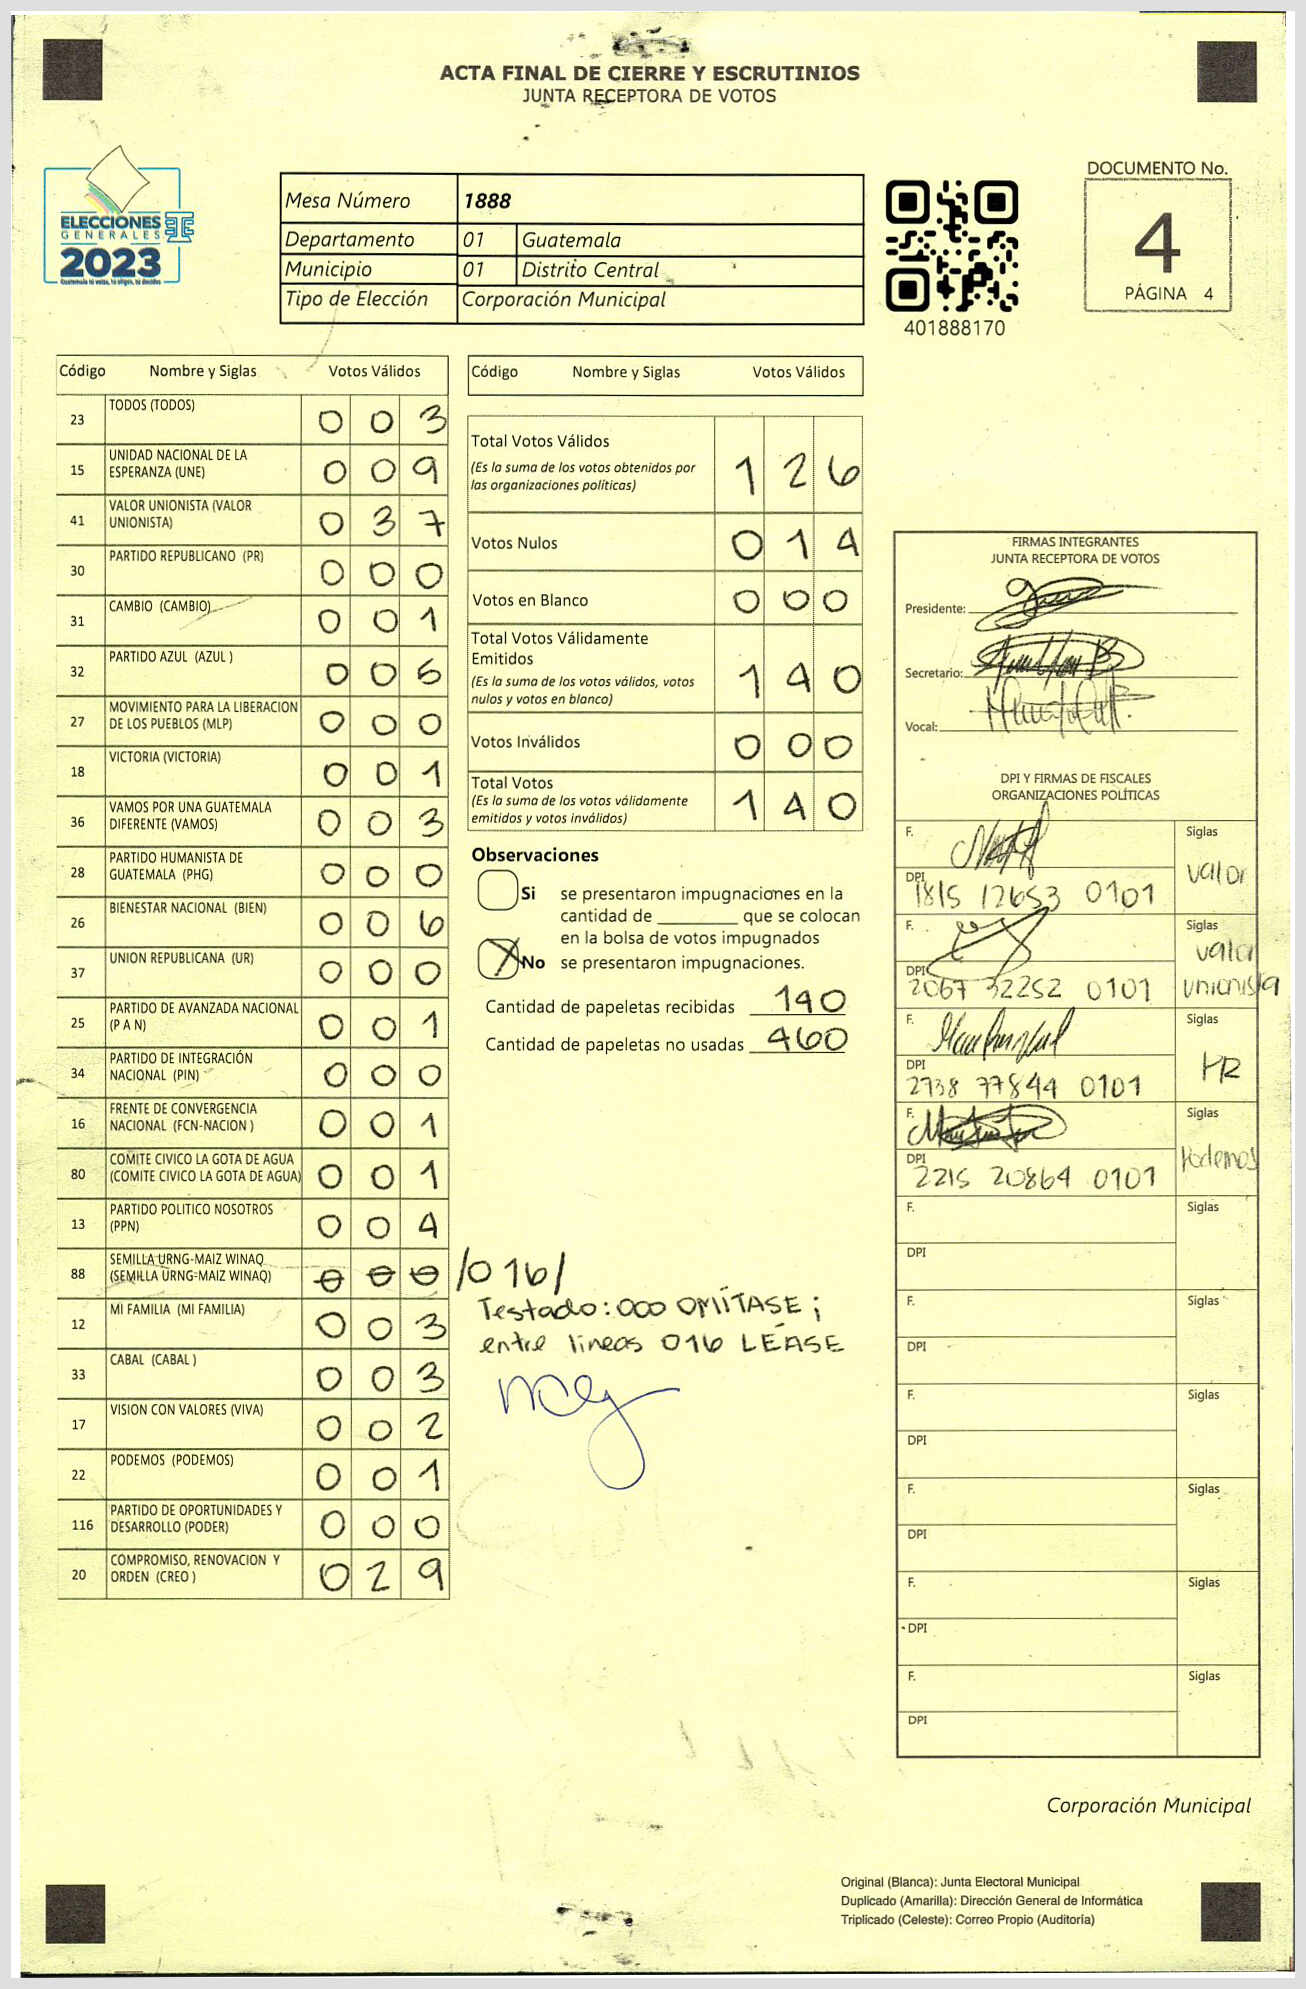 ACTA FINAL DE CIERRE Y ESCRUTINIOS
JUNTA RECEPTORA DE VOTOS
ELECCIONES
GENERALES
2023
Guatemala tú votas, tú eliges, tú decides
Mesa Número 1888
Departamento 01 Guatemala
Municipio 01 Distrito Central
Tipo de Elección Corporación Municipal
401888170
DOCUMENTO No.
4
PÁGINA 4
Código Nombre y Siglas Votos Válidos
23 TODOS (TODOS) 0 0 3
15 UNIDAD NACIONAL DE LA ESPERANZA (UNE) 0 0 9
41 VALOR UNIONISTA (VALOR UNIONISTA) 0 3 7
30 PARTIDO REPUBLICANO (PR) 0 0 0
31 CAMBIO (CAMBIO) 0 0 1
32 PARTIDO AZUL (AZUL ) 0 0 5
27 MOVIMIENTO PARA LA LIBERACION DE LOS PUEBLOS (MLP) 0 0 0
18 VICTORIA (VICTORIA) 0 0 1
36 VAMOS POR UNA GUATEMALA DIFERENTE (VAMOS) 0 0 3
28 PARTIDO HUMANISTA DE GUATEMALA (PHG) 0 0 0
26 BIENESTAR NACIONAL (BIEN) 0 0 6
37 UNION REPUBLICANA (UR) 0 0 0
25 PARTIDO DE AVANZADA NACIONAL (P A N) 0 0 1
34 PARTIDO DE INTEGRACIÓN NACIONAL (PIN) 0 0 0
16 FRENTE DE CONVERGENCIA NACIONAL (FCN-NACION ) 0 0 1
80 COMITE CIVICO LA GOTA DE AGUA (COMITE CIVICO LA GOTA DE AGUA) 0 0 1
13 PARTIDO POLITICO NOSOTROS (PPN) 0 0 4
88 SEMILLA URNG-MAIZ WINAQ (SEMILLA URNG-MAIZ WINAQ) 0 0 0 /016/
12 MI FAMILIA (MI FAMILIA) 0 0 3
33 CABAL (CABAL ) 0 0 3
17 VISION CON VALORES (VIVA) 0 0 2
22 PODEMOS (PODEMOS) 0 0 1
116 PARTIDO DE OPORTUNIDADES Y DESARROLLO (PODER) 0 0 0
20 COMPROMISO, RENOVACION Y ORDEN (CREO ) 0 2 9
Código Nombre y Siglas Votos Válidos
Total Votos Válidos 1 2 6
(Es la suma de los votos obtenidos por
las organizaciones políticas)
Votos Nulos 0 1 4
Votos en Blanco 0 0 0
Total Votos Válidamente
Emitidos 1 4 0
(Es la suma de los votos válidos, votos
nulos y votos en blanco)
Votos Inválidos 0 0 0
Total Votos 1 4 0
(Es la suma de los votos válidamente
emitidos y votos inválidos)
Observaciones
Si se presentaron impugnaciones en la
cantidad de ________ que se colocan
en la bolsa de votos impugnados
No se presentaron impugnaciones.
Cantidad de papeletas recibidas 140
Cantidad de papeletas no usadas 460
Testado: 000 OMÍTASE;
entre lineas 016 LÉASE
FIRMAS INTEGRANTES
JUNTA RECEPTORA DE VOTOS
Presidente:
Secretario:
Vocal:
DPI Y FIRMAS DE FISCALES
ORGANIZACIONES POLÍTICAS
F. Siglas
valor
DPI
1815 12653 0101
F. Siglas
valor
unionista
DPI
2067 32252 0101
F. Siglas
DPI
2738 77844 0101
F. Siglas
Podemos
DPI
2215 20864 0101
F. Siglas
DPI
F. Siglas
DPI
F. Siglas
DPI
F. Siglas
DPI
F. Siglas
DPI
F. Siglas
DPI
Corporación Municipal
Original (Blanca): Junta Electoral Municipal
Duplicado (Amarilla): Dirección General de Informática
Triplicado (Celeste): Correo Propio (Auditoría)